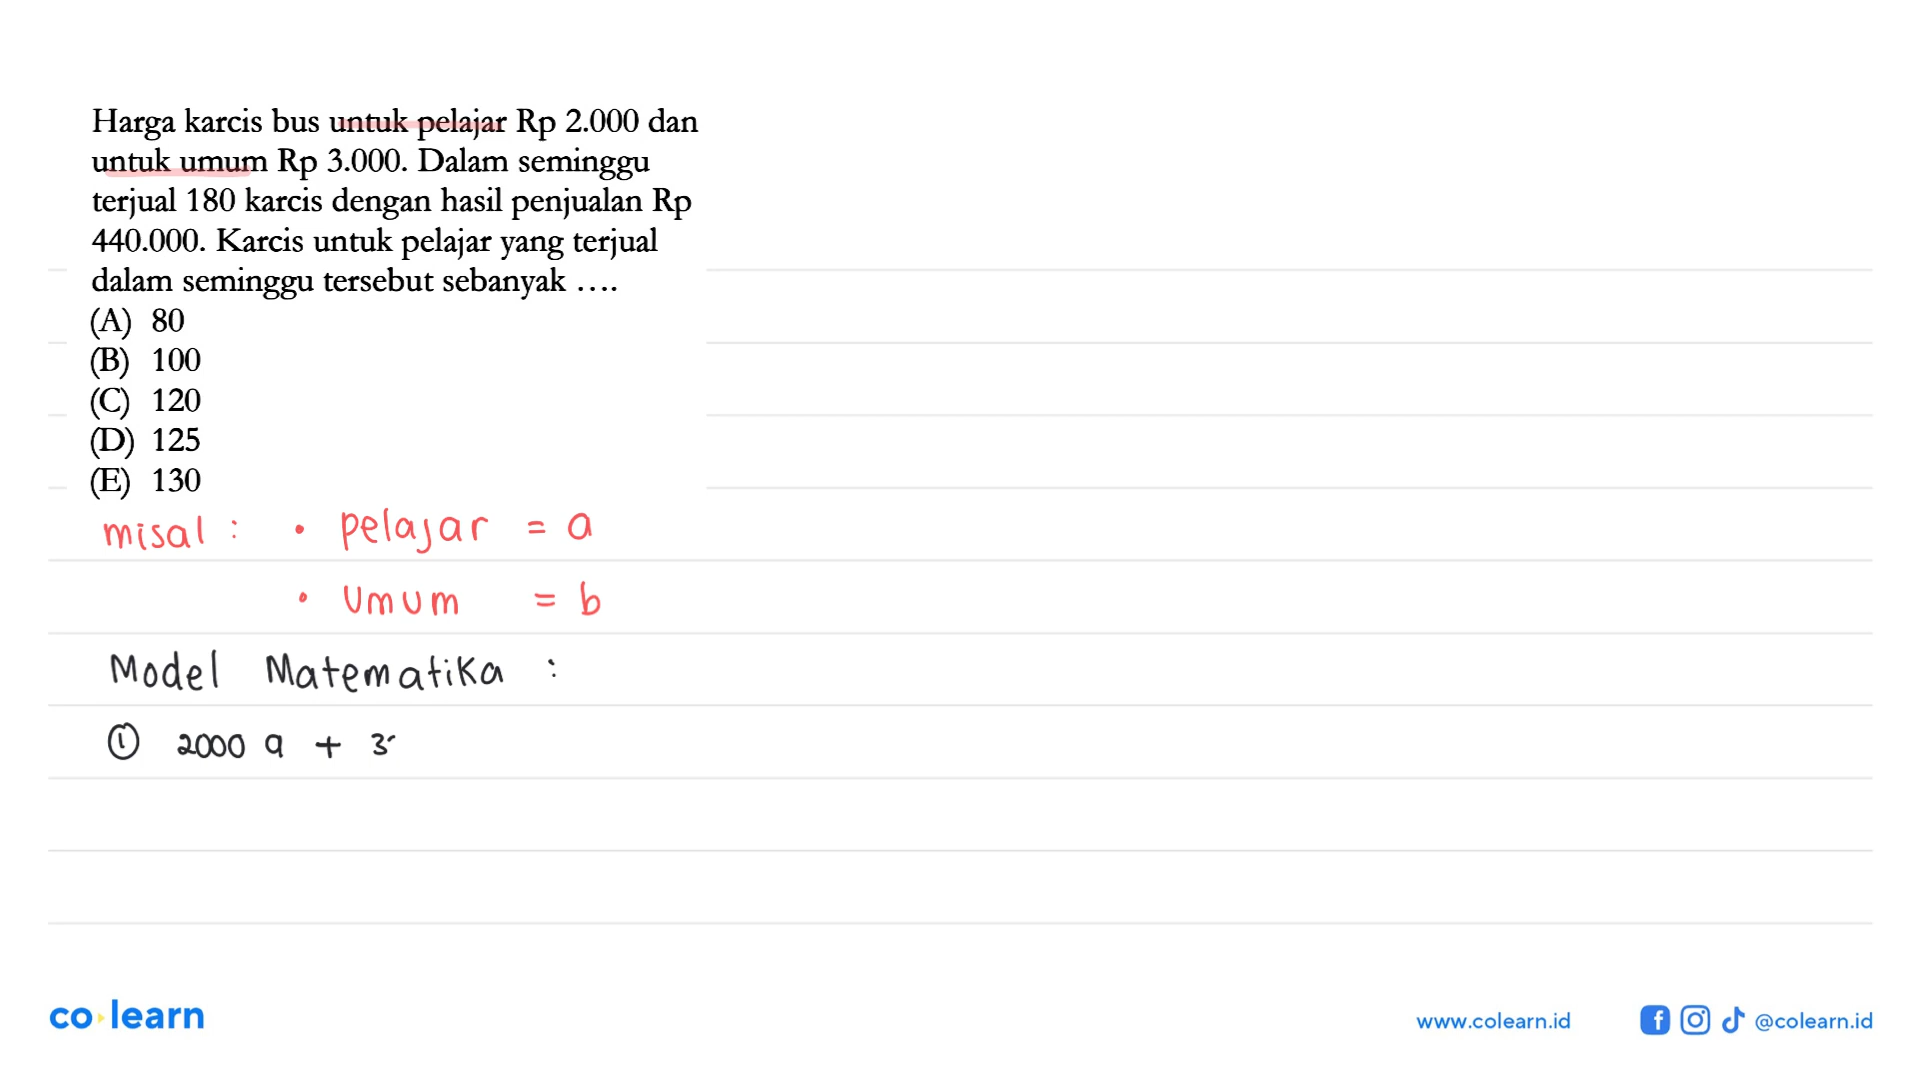 Harga karcis bus untuk pelajar Rp 2.000 dan
untuk umum Rp 3.000. Dalam seminggu
terjual 180 karcis dengan hasil penjualan Rp
440.000. Karcis untuk pelajar yang terjual
dalam seminggu tersebut sebanyak ....
(A) 80
(B) 100
(C) 120
(D) 125
(E) 130
misal : • pelajar = a
• umum = b
Model Matematika :
① 2000 a + 3
co learn
www.colearn.id @colearn.id